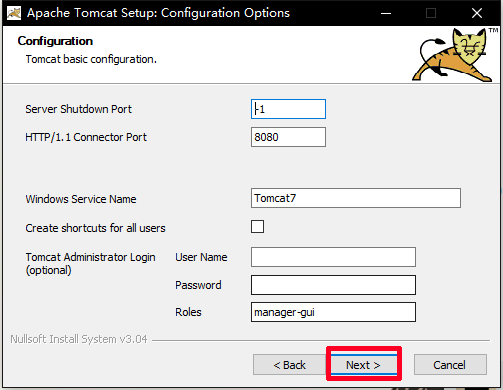 Apache Tomcat Setup: Configuration Options
Configuration
Tomcat basic configuration.
TM
Server Shutdown Port
-1
HTTP/1.1 Connector Port
8080
Windows Service Name
Tomcat7
Create shortcuts for all users
Tomcat Administrator Login
(optional)
User Name
Password
Roles
manager-gui
Nullsoft Install System v3.04
< Back
Next >
Cancel